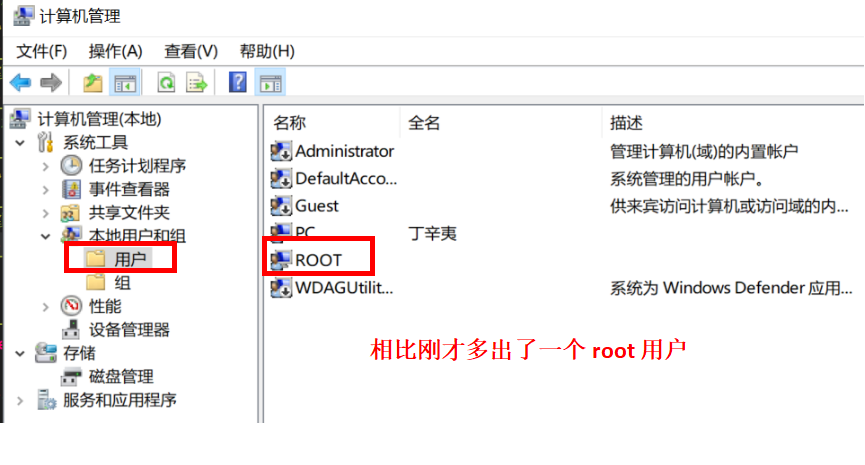 计算机管理
文件(F) 操作(A) 查看(V) 帮助(H)
计算机管理(本地)
系统工具
任务计划程序
事件查看器
共享文件夹
本地用户和组
用户
组
性能
设备管理器
存储
磁盘管理
服务和应用程序
名称 全名 描述
Administrator 管理计算机(域)的内置帐户
DefaultAcco... 系统管理的用户帐户。
Guest 供来宾访问计算机或访问域的内...
PC 丁辛夷
ROOT
WDAGUtilit... 系统为 Windows Defender 应用...
相比刚才多出了一个 root 用户